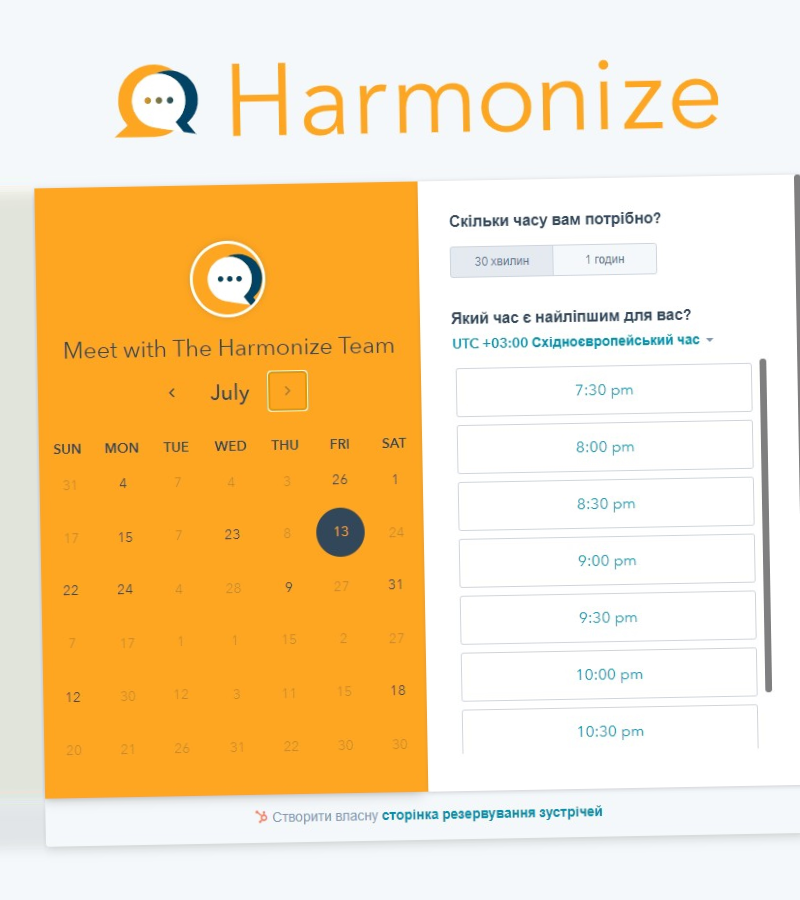 Harmonize
Meet with The Harmonize Team
July
SUN MON TUE WED THU FRI SAT
31 4 7 4 3 26 1
17 15 7 23 8 13 24
22 24 4 28 9 27 31
7 17 1 1 15 2 27
12 30 12 3 11 15 18
20 21 26 31 22 30 30
Скільки часу вам потрібно?
30 хвилин 1 годин
Який час є найліпшим для вас?
UTC +03:00 Східноєвропейський час
7:30 pm
8:00 pm
8:30 pm
9:00 pm
9:30 pm
10:00 pm
10:30 pm
Створити власну сторінка резервування зустрічей